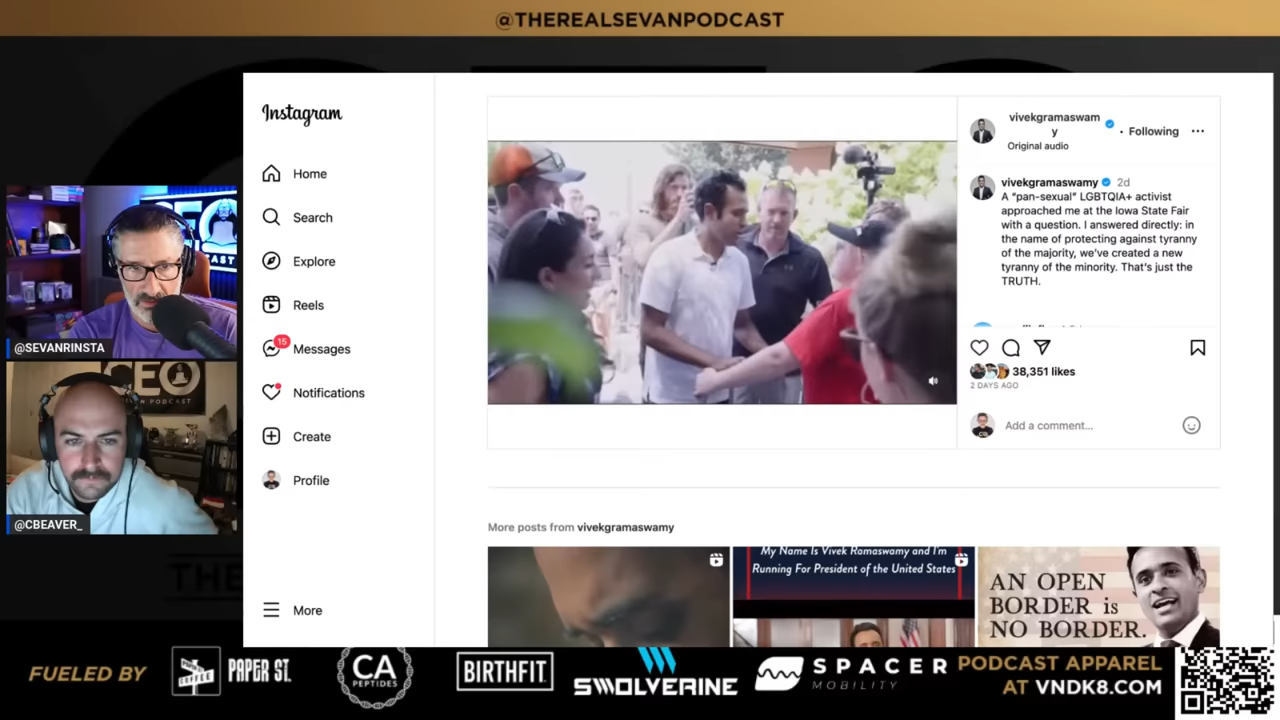 @THEREALSEVANPODCAST
Instagram
Home
Search
Explore
Reels
15
Messages
Notifications
Create
Profile
More
vivekgramaswam
y
• Following
Original audio
vivekgramaswamy 2d
A “pan-sexual” LGBTQIA+ activist
approached me at the Iowa State Fair
with a question. I answered directly: in
the name of protecting against tyranny
of the majority, we’ve created a new
tyranny of the minority. That’s just the
TRUTH.
38,351 likes
2 DAYS AGO
Add a comment...
More posts from vivekgramaswamy
My Name Is Vivek Ramaswamy and I'm
Running For President of the United States
AN OPEN
BORDER is
NO BORDER.
@SEVANRINSTA
CEO
PODCAST
@CBEAVER_
THE
FUELED BY
PAPER ST.
CA
PEPTIDES
BIRTHFIT
SWOLVERINE
SPACER
MOBILITY
PODCAST APPAREL
AT VNDK8.COM